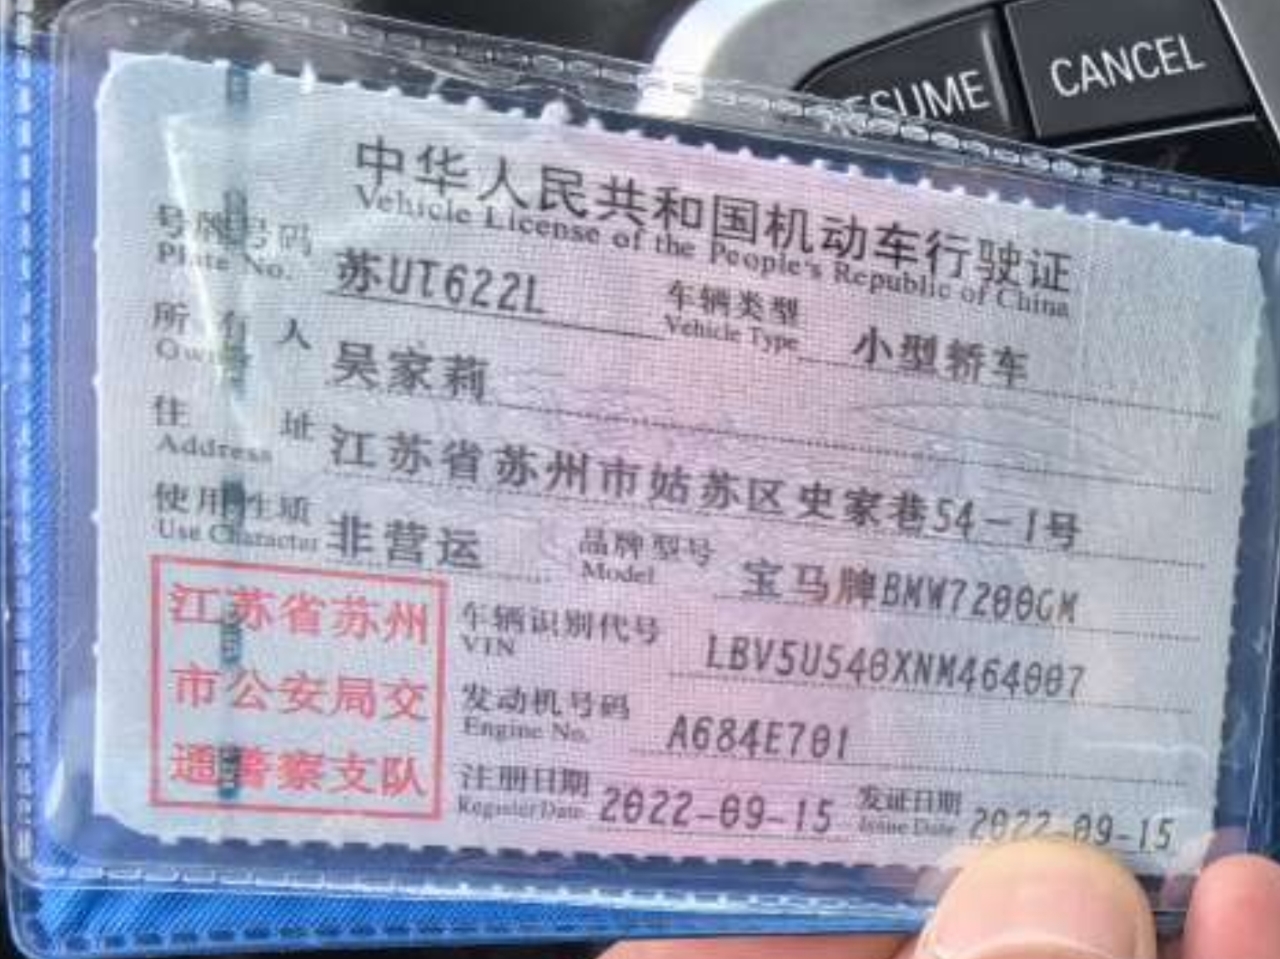 SUME CANCEL
中华人民共和国机动车行驶证
Vehicle License of the People's Republic of China
号牌号码 苏UT622L 车辆类型 小型轿车
Plate No. Vehicle Type
所有人 吴家莉
Owner
住址 江苏省苏州市姑苏区史家巷54-1号
Address
使用性质 非营运 品牌型号 宝马牌BMW7200GM
Use Character Model
江苏省苏州
市公安局交
通警察支队
车辆识别代号 LBV5U540XNM464007
VIN
发动机号码 A684E701
Engine No.
注册日期 2022-09-15 发证日期 2022-09-15
Register Date Issue Date